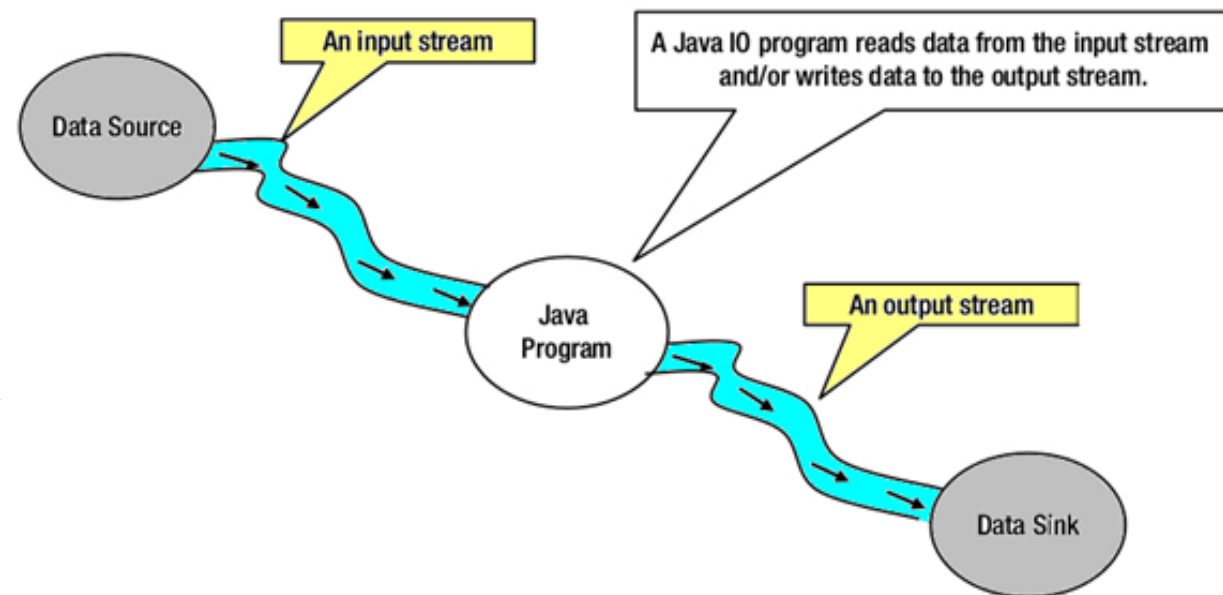 An input stream
A Java IO program reads data from the input stream
and/or writes data to the output stream.
Data Source
Java
Program
An output stream
Data Sink